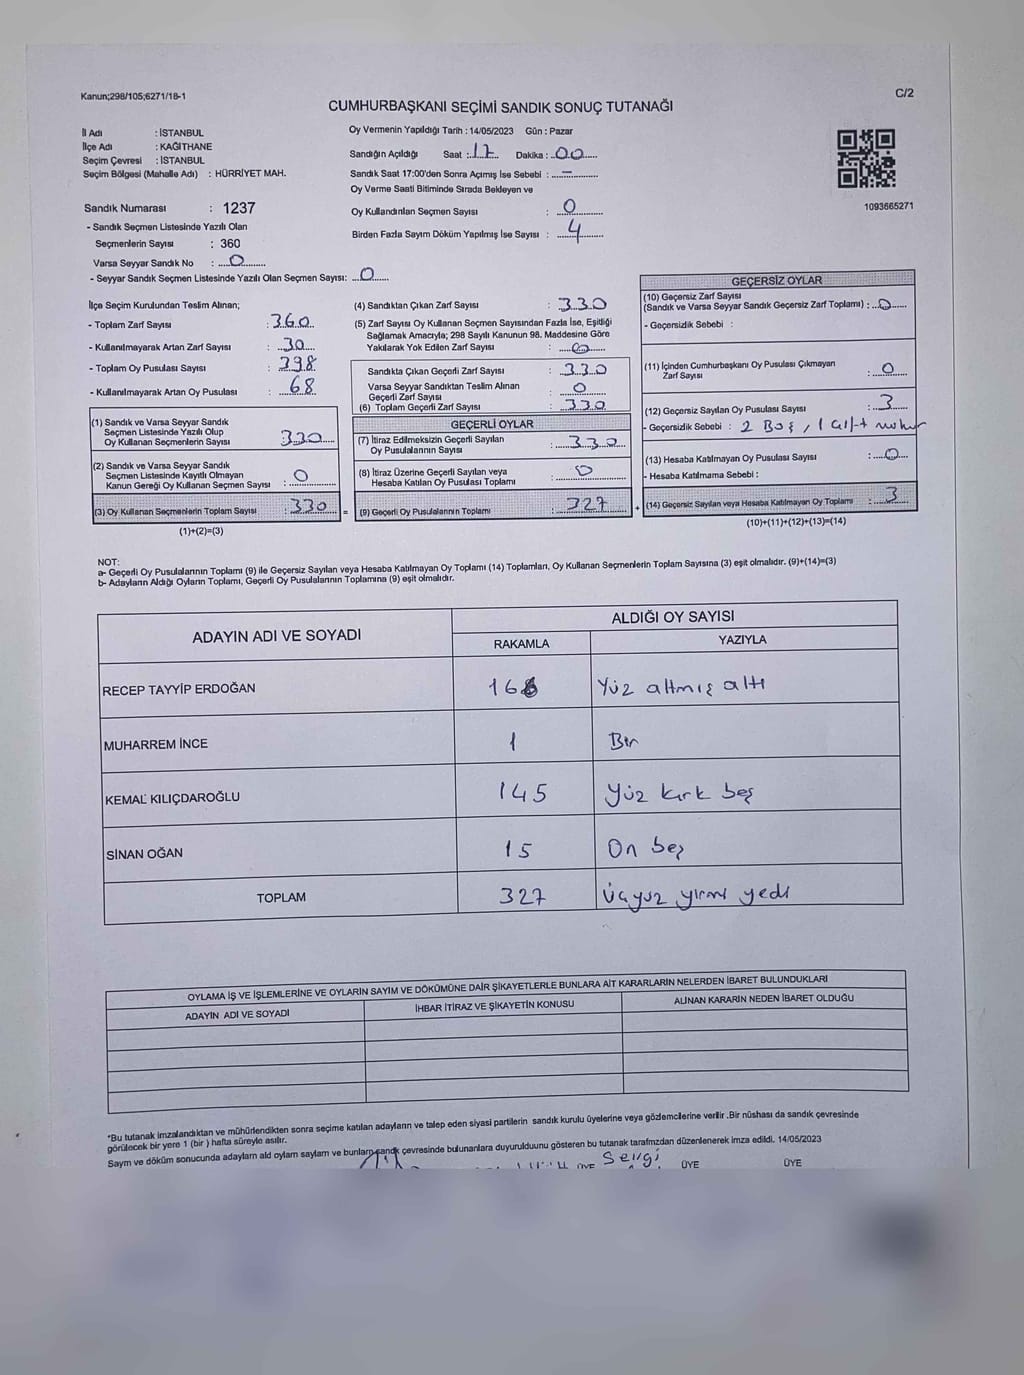 Kanun;298/105;6271/18-1
C/2
CUMHURBAŞKANI SEÇİMİ SANDIK SONUÇ TUTANAĞI
İl Adı : İSTANBUL
İlçe Adı : KAĞITHANE
Seçim Çevresi : İSTANBUL
Seçim Bölgesi (Mahalle Adı) : HÜRRİYET MAH.
Oy Vermenin Yapıldığı Tarih : 14/05/2023 Gün : Pazar
Sandığın Açıldığı Saat : 17 Dakika : 00
Sandık Saat 17:00'den Sonra Açımış İse Sebebi : –
Oy Verme Saati Bitiminde Sırada Bekleyen ve
Oy Kullandırılan Seçmen Sayısı : 0
Birden Fazla Sayım Döküm Yapılmış İse Sayısı : 4
1093665271
Sandık Numarası : 1237
- Sandık Seçmen Listesinde Yazılı Olan
Seçmenlerin Sayısı : 360
Varsa Seyyar Sandık No : 0
- Seyyar Sandık Seçmen Listesinde Yazılı Olan Seçmen Sayısı: 0
İlçe Seçim Kurulundan Teslim Alınan;
- Toplam Zarf Sayısı : 360
- Kullanılmayarak Artan Zarf Sayısı : 30
- Toplam Oy Pusulası Sayısı : 398
- Kullanılmayarak Artan Oy Pusulası : 68
(1) Sandık ve Varsa Seyyar Sandık
Seçmen Listesinde Yazılı Olup
Oy Kullanan Seçmenlerin Sayısı : 330
(2) Sandık ve Varsa Seyyar Sandık
Seçmen Listesinde Kayıtlı Olmayan
Kanun Gereği Oy Kullanan Seçmen Sayısı : 0
(3) Oy Kullanan Seçmenlerin Toplam Sayısı : 330
(1)+(2)=(3)
(4) Sandıktan Çıkan Zarf Sayısı : 330
(5) Zarf Sayısı Oy Kullanan Seçmen Sayısından Fazla İse, Eşitliği
Sağlamak Amacıyla; 298 Sayılı Kanunun 98. Maddesine Göre
Yakılarak Yok Edilen Zarf Sayısı : 0
Sandıkta Çıkan Geçerli Zarf Sayısı : 330
Varsa Seyyar Sandıktan Teslim Alınan
Geçerli Zarf Sayısı : 0
(6) Toplam Geçerli Zarf Sayısı : 330
GEÇERLİ OYLAR
(7) İtiraz Edilmeksizin Geçerli Sayılan
Oy Pusulalarının Sayısı : 330
(8) İtiraz Üzerine Geçerli Sayılan veya
Hesaba Katılan Oy Pusulası Toplamı : 0
= (9) Geçerli Oy Pusulalarının Toplamı : 327 +
GEÇERSİZ OYLAR
(10) Geçersiz Zarf Sayısı
(Sandık ve Varsa Seyyar Sandık Geçersiz Zarf Toplamı) : 0
- Geçersizlik Sebebi :
(11) İçinden Cumhurbaşkanı Oy Pusulası Çıkmayan
Zarf Sayısı : 0
(12) Geçersiz Sayılan Oy Pusulası Sayısı : 3
- Geçersizlik Sebebi : 2 Boş, 1 çift mühür
(13) Hesaba Katılmayan Oy Pusulası Sayısı : 0
- Hesaba Katılmama Sebebi :
(14) Geçersiz Sayılan veya Hesaba Katılmayan Oy Toplamı : 3
(10)+(11)+(12)+(13)=(14)
NOT:
a- Geçerli Oy Pusulalarının Toplamı (9) ile Geçersiz Sayılan veya Hesaba Katılmayan Oy Toplamı (14) Toplamları, Oy Kullanan Seçmenlerin Toplam Sayısına (3) eşit olmalıdır. (9)+(14)=(3)
b- Adayların Aldığı Oyların Toplamı, Geçerli Oy Pusulalarının Toplamına (9) eşit olmalıdır.
ADAYIN ADI VE SOYADI
ALDIĞI OY SAYISI
RAKAMLA YAZIYLA
RECEP TAYYİP ERDOĞAN 166 Yüz altmış altı
MUHARREM İNCE 1 Bir
KEMAL KILIÇDAROĞLU 145 Yüz kırk beş
SİNAN OĞAN 15 On beş
TOPLAM 327 Üçyüz yirmi yedi
OYLAMA İŞ VE İŞLEMLERİNE VE OYLARIN SAYIM VE DÖKÜMÜNE DAİR ŞİKAYETLERLE BUNLARA AİT KARARLARIN NELERDEN İBARET BULUNDUKLARI
ADAYIN ADI VE SOYADI İHBAR İTİRAZ VE ŞİKAYETİN KONUSU ALINAN KARARIN NEDEN İBARET OLDUĞU
*Bu tutanak imzalandıktan ve mühürlendikten sonra seçime katılan adayların ve talep eden siyasi partilerin sandık kurulu üyelerine veya gözlemcilerine verilir .Bir nüshası da sandık çevresinde
görülecek bir yere 1 (bir ) hafta süreyle asılır.
Sayım ve döküm sonucunda adayların ald oyların sayların ve bunların sandık çevresinde bulunanlara duyurulduunu gösteren bu tutanak tarafımızdan düzenlenerek imza edildi. 14/05/2023
ÜYE Sevgi ÜYE ÜYE